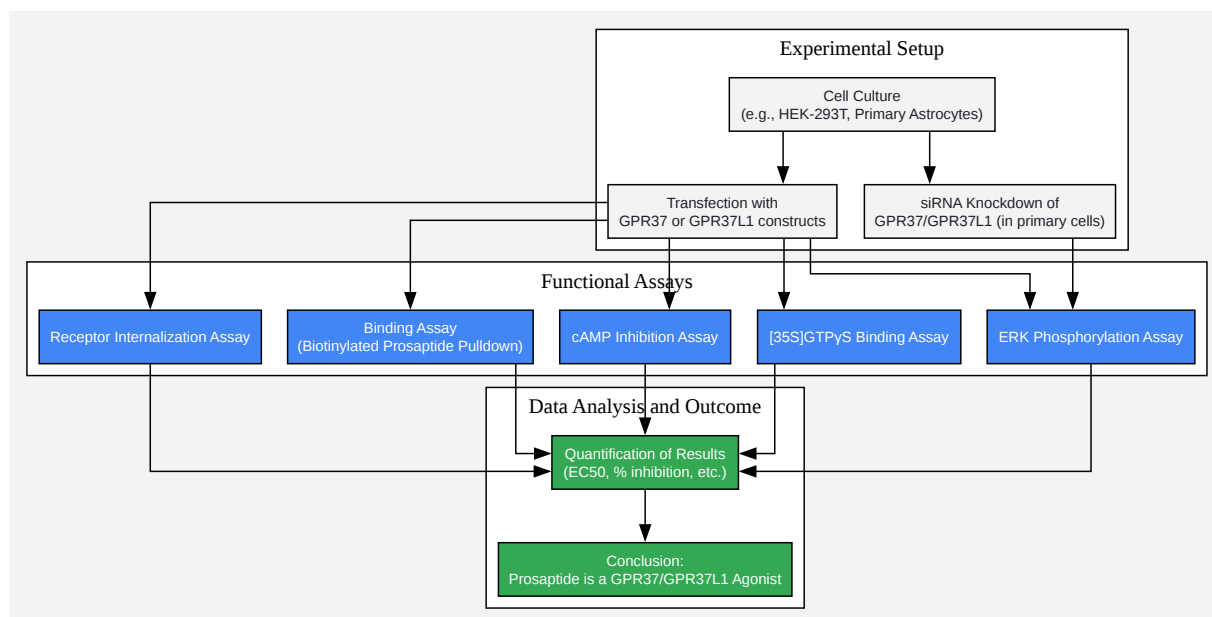 Experimental Setup
Cell Culture
(e.g., HEK-293T, Primary Astrocytes)
Transfection with
GPR37 or GPR37L1 constructs
siRNA Knockdown of
GPR37/GPR37L1 (in primary cells)
Functional Assays
Receptor Internalization Assay
Binding Assay
(Biotinylated Prosaptide Pulldown)
cAMP Inhibition Assay
[35S]GTPγS Binding Assay
ERK Phosphorylation Assay
Data Analysis and Outcome
Quantification of Results
(EC50, % inhibition, etc.)
Conclusion:
Prosaptide is a GPR37/GPR37L1 Agonist